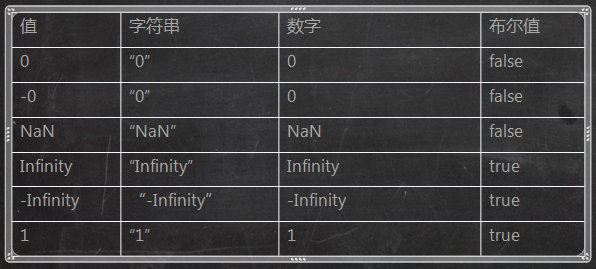 值 字符串 数字 布尔值
0 “0” 0 false
-0 “0” 0 false
NaN “NaN” NaN false
Infinity “Infinity” Infinity true
-Infinity “-Infinity” -Infinity true
1 “1” 1 true